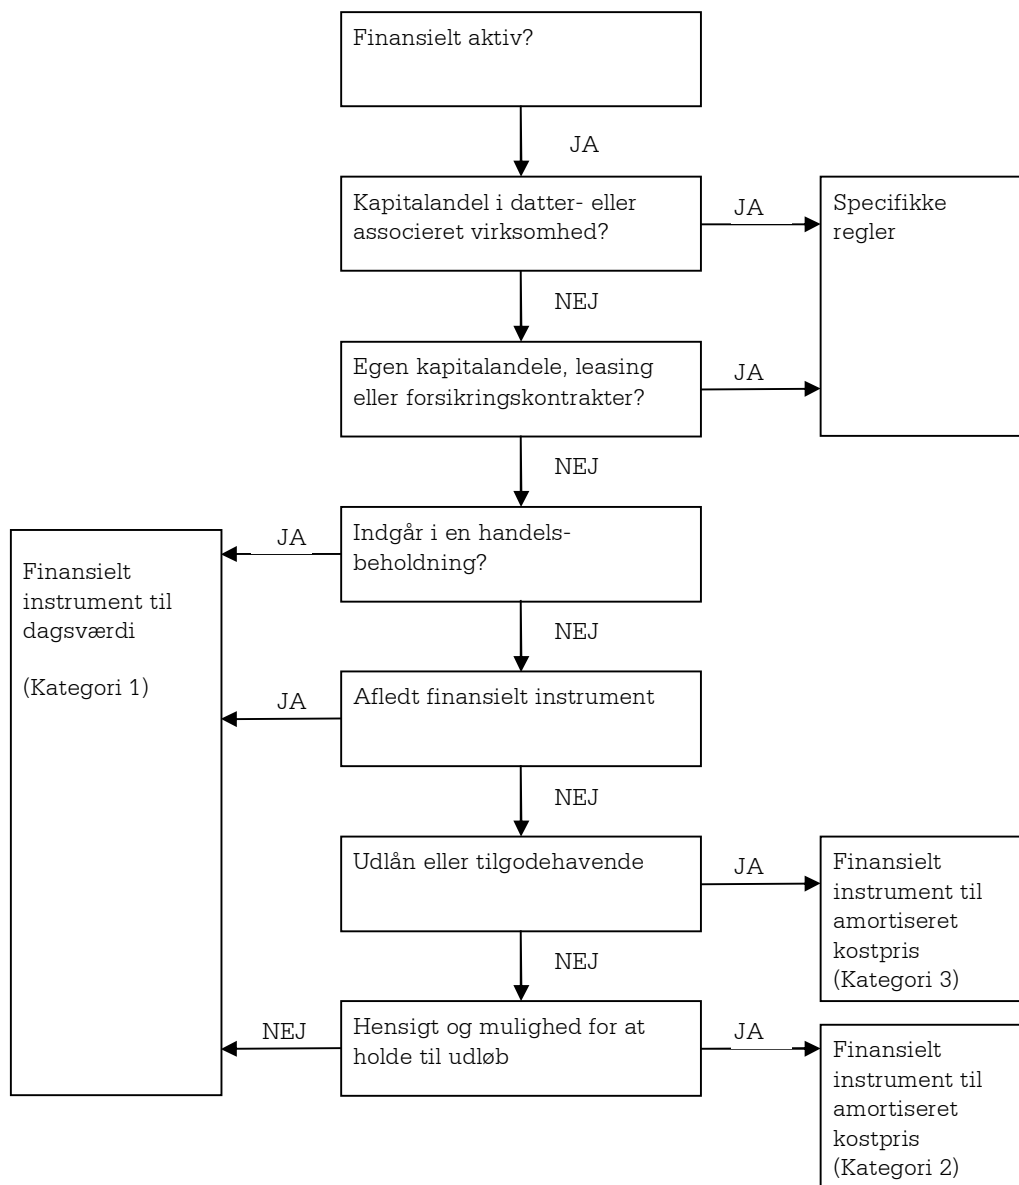 Finansielt aktiv?
JA
Kapitalandel i datter- eller
associeret virksomhed?
JA
Specifikke
regler
NEJ
Egen kapitalandele, leasing
eller forsikringskontrakter?
JA
NEJ
Indgår i en handels-
beholdning?
JA
Finansielt
instrument til
dagsværdi
(Kategori 1)
NEJ
Afledt finansielt instrument
JA
NEJ
Udlån eller tilgodehavende
JA
Finansielt
instrument til
amortiseret
kostpris
(Kategori 3)
NEJ
Hensigt og mulighed for at
holde til udløb
NEJ
JA
Finansielt
instrument til
amortiseret
kostpris
(Kategori 2)